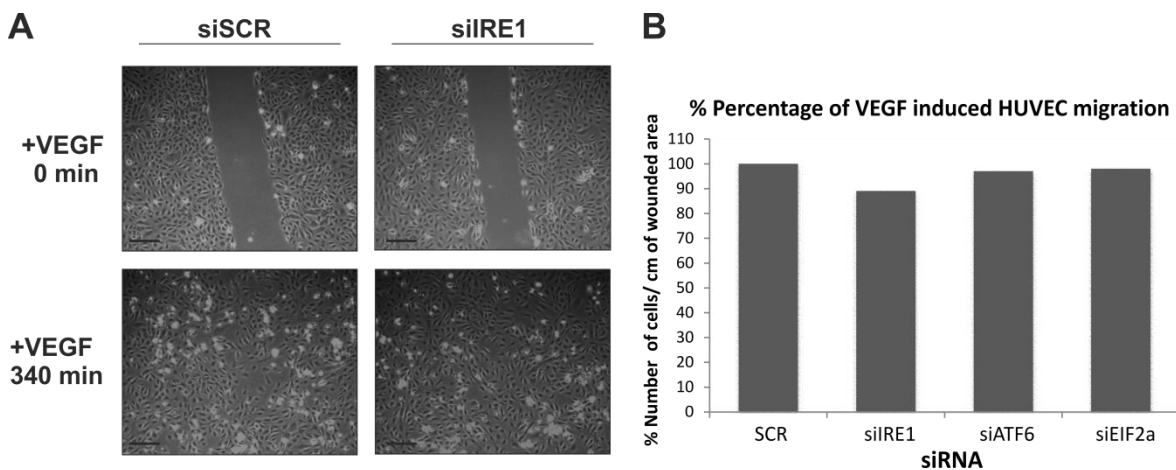 A
siSCR
siIRE1
+VEGF
0 min
+VEGF
340 min
B
% Percentage of VEGF induced HUVEC migration
% Number of cells/ cm of wounded area
110
100
90
80
70
60
50
40
30
20
10
0
SCR
siIRE1
siATF6
siEIF2a
siRNA